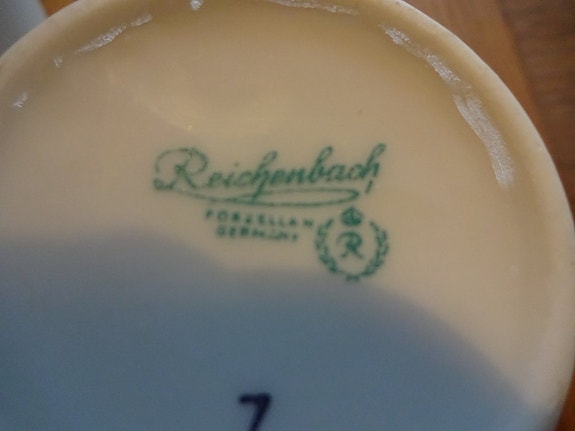 Reichenbach
PORZELLAN
GERMANY
R
7